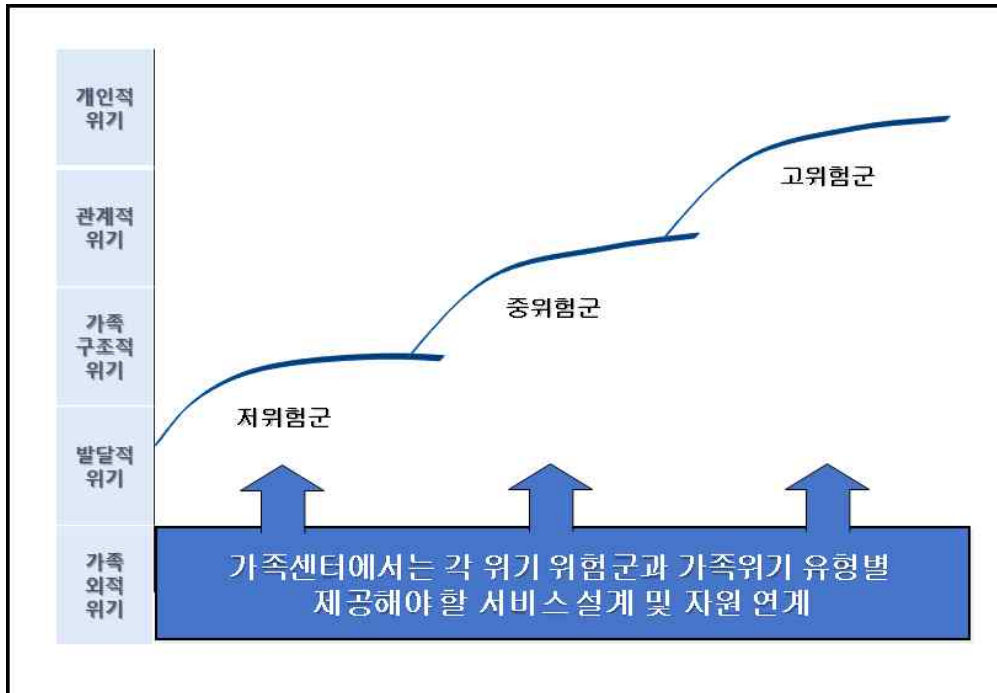 개인적
위기
관계적
위기
가족
구조적
위기
발달적
위기
가족
외적
위기
고위험군
중위험군
저위험군
가족센터에서는 각 위기 위험군과 가족위기 유형별
제공해야 할 서비스 설계 및 자원 연계